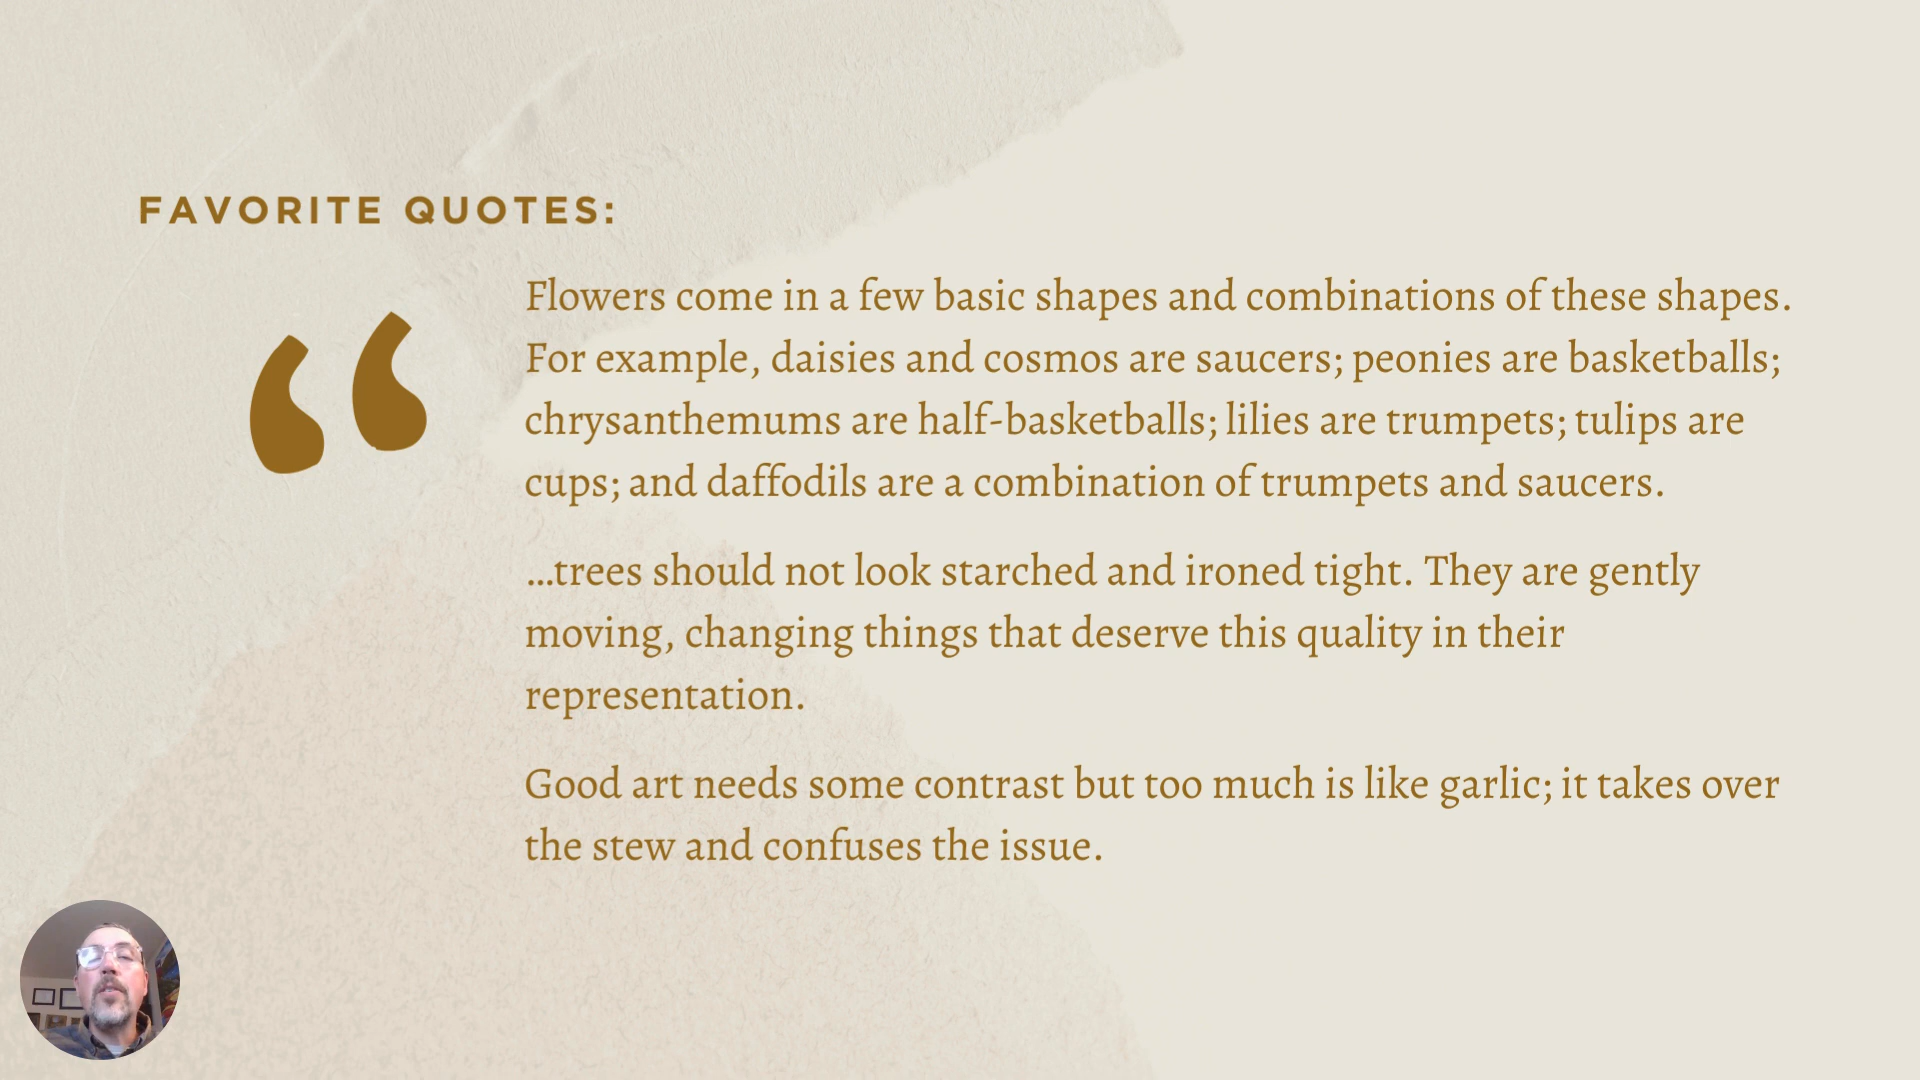 FAVORITE QUOTES:
“
Flowers come in a few basic shapes and combinations of these shapes.
For example, daisies and cosmos are saucers; peonies are basketballs;
chrysanthemums are half-basketballs; lilies are trumpets; tulips are
cups; and daffodils are a combination of trumpets and saucers.
...trees should not look starched and ironed tight. They are gently
moving, changing things that deserve this quality in their
representation.
Good art needs some contrast but too much is like garlic; it takes over
the stew and confuses the issue.